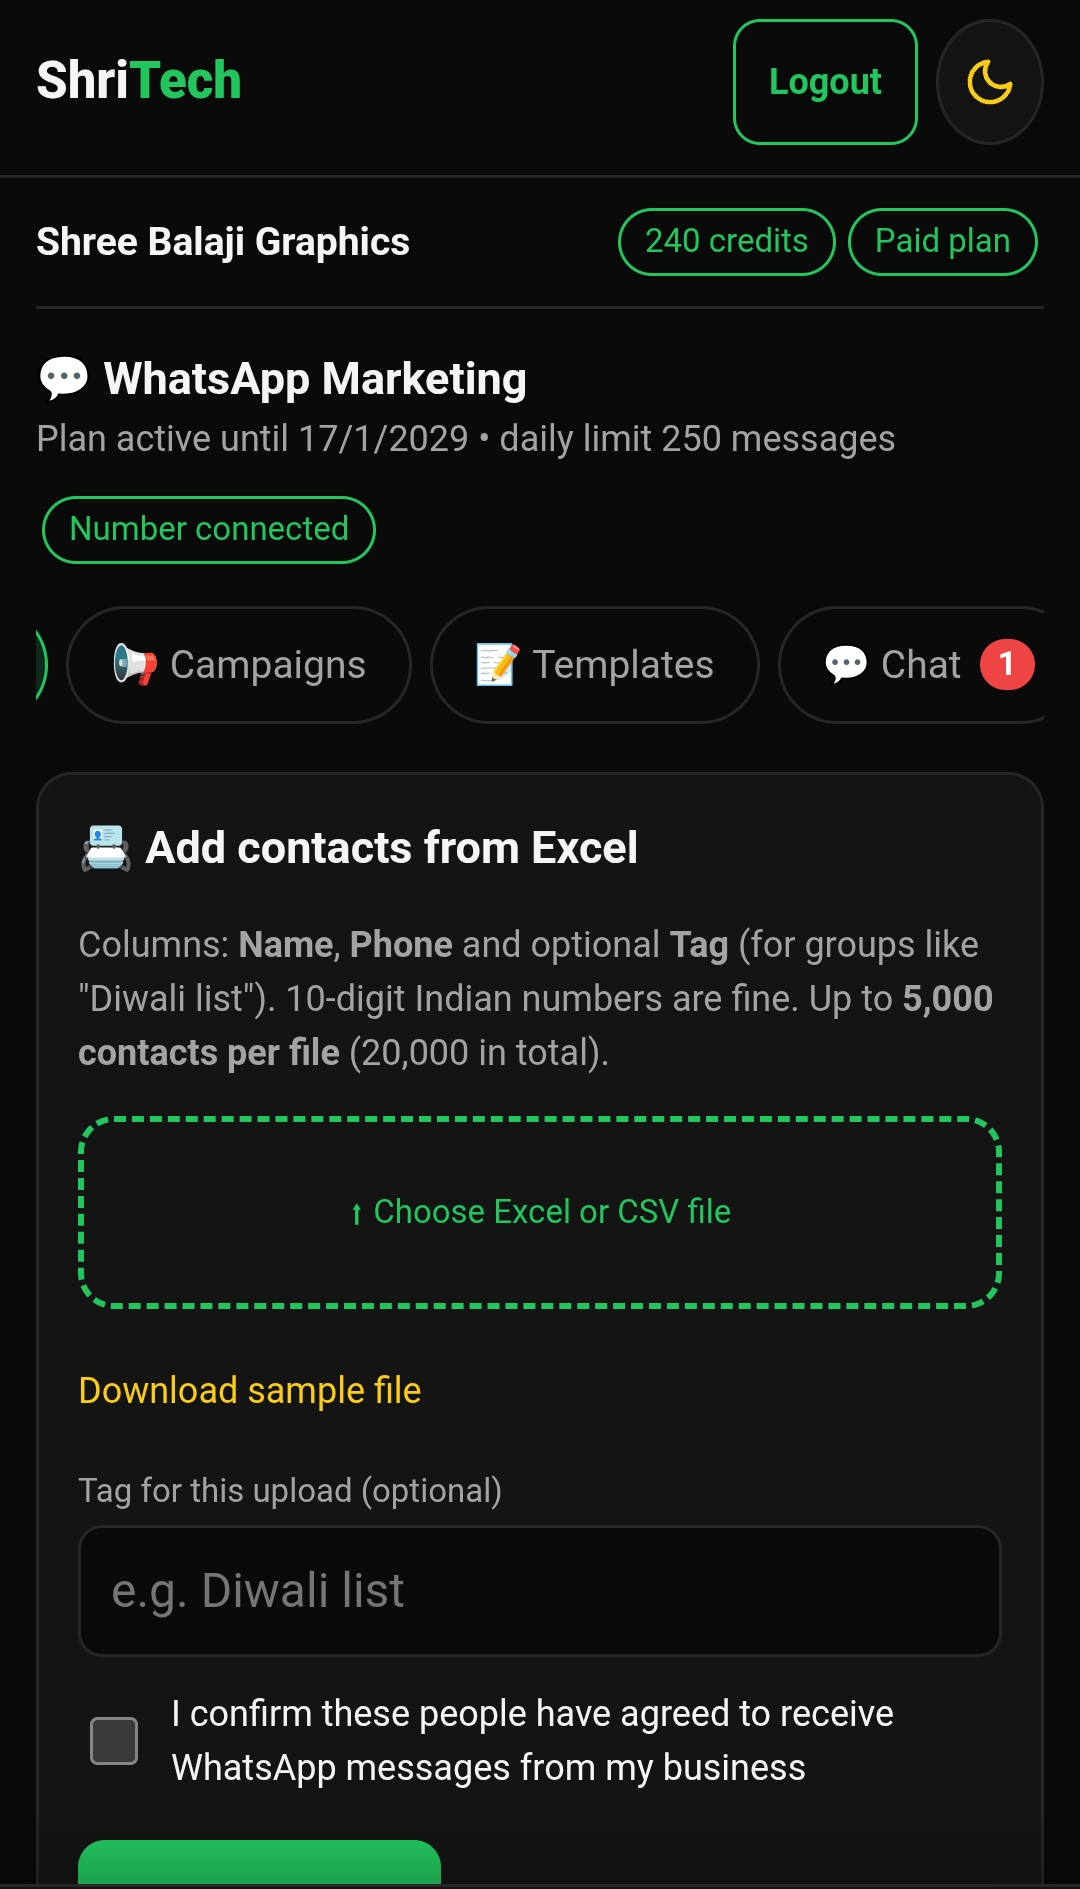 ShriTech
Logout
Shree Balaji Graphics
240 credits
Paid plan
💬 WhatsApp Marketing
Plan active until 17/1/2029 • daily limit 250 messages
Number connected
📢 Campaigns
📝 Templates
💬 Chat 1
📇 Add contacts from Excel
Columns: Name, Phone and optional Tag (for groups like
"Diwali list"). 10-digit Indian numbers are fine. Up to 5,000
contacts per file (20,000 in total).
↑ Choose Excel or CSV file
Download sample file
Tag for this upload (optional)
e.g. Diwali list
I confirm these people have agreed to receive
WhatsApp messages from my business